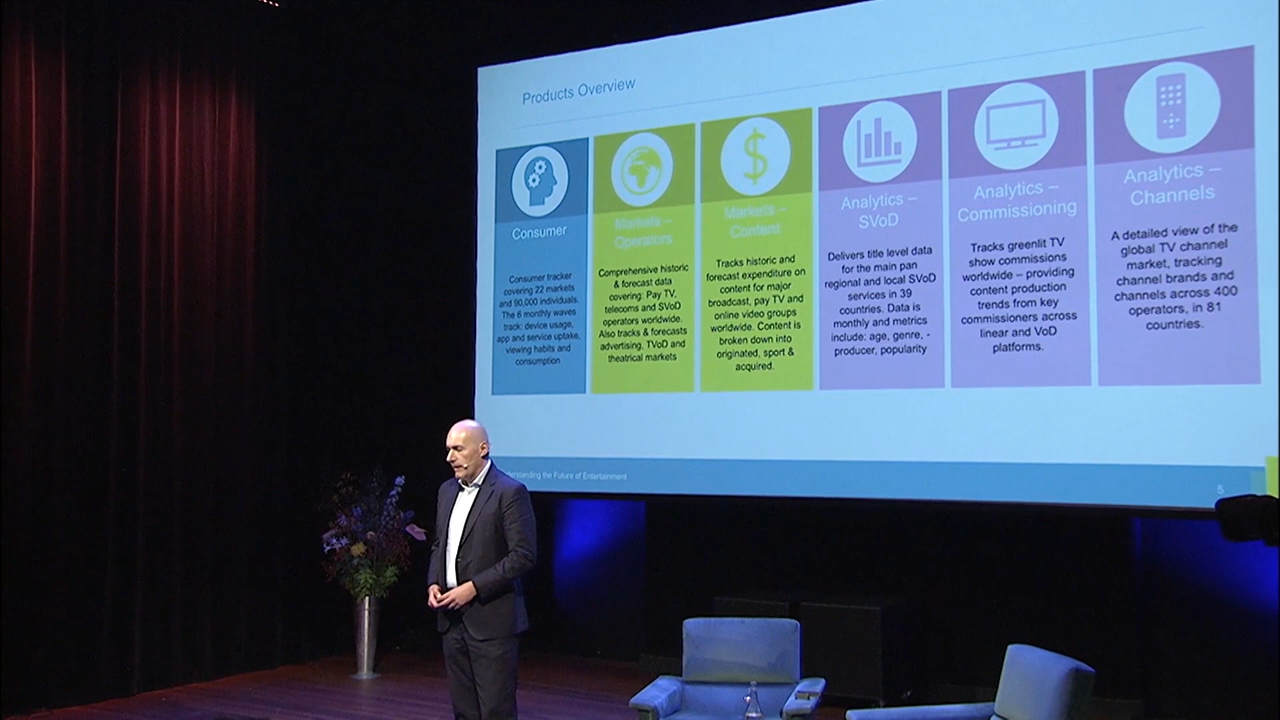 Products Overview
Consumer
Consumer tracker
covering 22 markets
and 90,000 individuals.
The 6 monthly waves
track: device usage,
app and service uptake,
viewing habits and
consumption
Markets –
Operators
Comprehensive historic
& forecast data
covering: Pay TV,
telecoms and SVoD
operators worldwide.
Also tracks & forecasts
advertising, TVoD and
theatrical markets
Markets –
Content
Tracks historic and
forecast expenditure on
content for major
broadcast, pay TV and
online video groups
worldwide. Content is
broken down into
originated, sport &
acquired.
Analytics –
SVoD
Delivers title level data
for the main pan
regional and local SVoD
services in 39
countries. Data is
monthly and metrics
include: age, genre, -
producer, popularity
Analytics –
Commissioning
Tracks greenlit TV
show commissions
worldwide – providing
content production
trends from key
commissioners across
linear and VoD
platforms.
Analytics –
Channels
A detailed view of the
global TV channel
market, tracking
channel brands and
channels across 400
operators, in 81
countries.
the Future of Entertainment
5